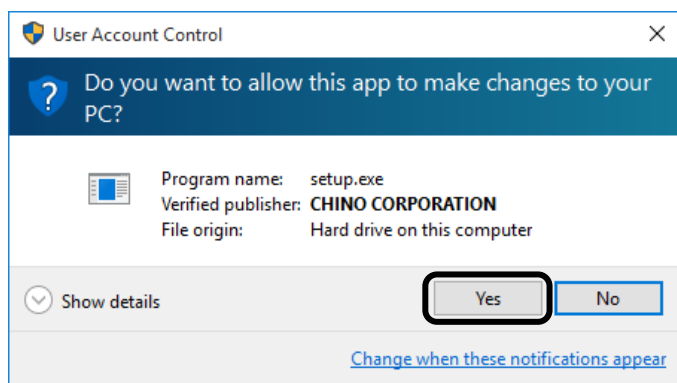 User Account Control
Do you want to allow this app to make changes to your
PC?
Program name: setup.exe
Verified publisher: CHINO CORPORATION
File origin: Hard drive on this computer
Show details
Yes
No
Change when these notifications appear